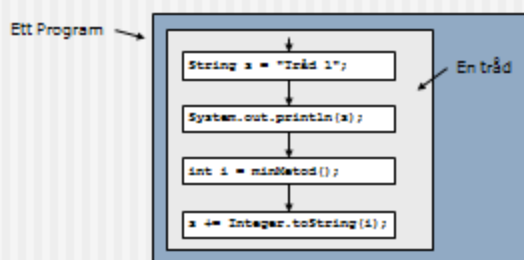 Ett Program
String s = "Tråd 1";
En tråd
System.out.println(s);
int i = minMetod();
s += Integer.toString(i);